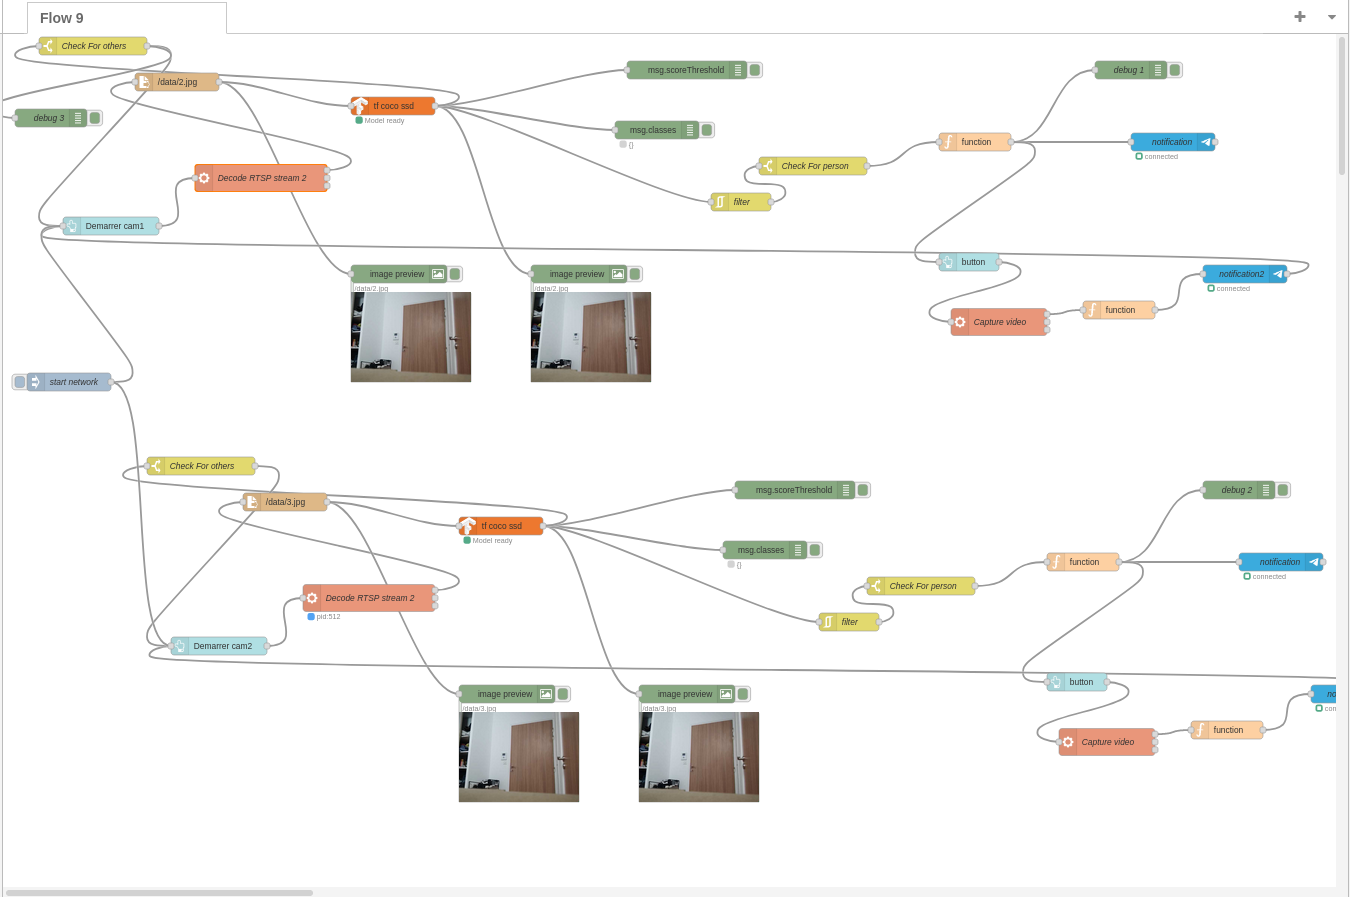 Flow 9
Check For others
/data/2.jpg
msg.scoreThreshold
debug 1
tf coco ssd
Model ready
debug 3
msg.classes
{}
function
notification
connected
Check For person
Decode RTSP stream 2
filter
Demarrer cam1
button
image preview
/data/2.jpg
image preview
/data/2.jpg
notification2
connected
function
Capture video
start network
Check For others
/data/3.jpg
msg.scoreThreshold
debug 2
tf coco ssd
Model ready
msg.classes
{}
function
notification
connected
Check For person
Decode RTSP stream 2
pid:512
filter
Demarrer cam2
button
image preview
/data/3.jpg
image preview
/data/3.jpg
no
con
function
Capture video